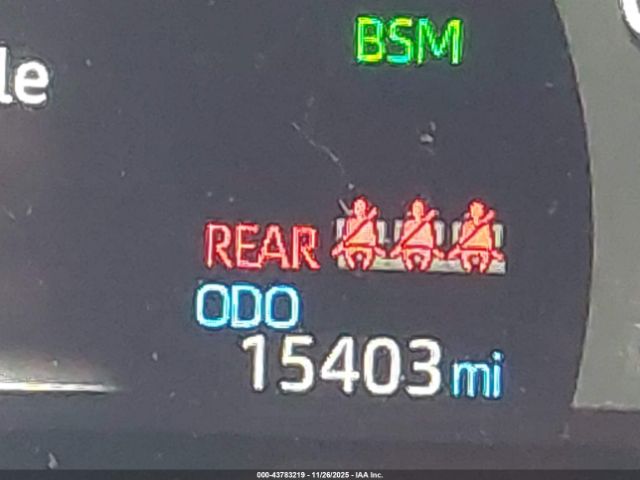 BSM
le
REAR
ODO
15403 mi
000-43783219 - 11/26/2025 - IAA Inc.